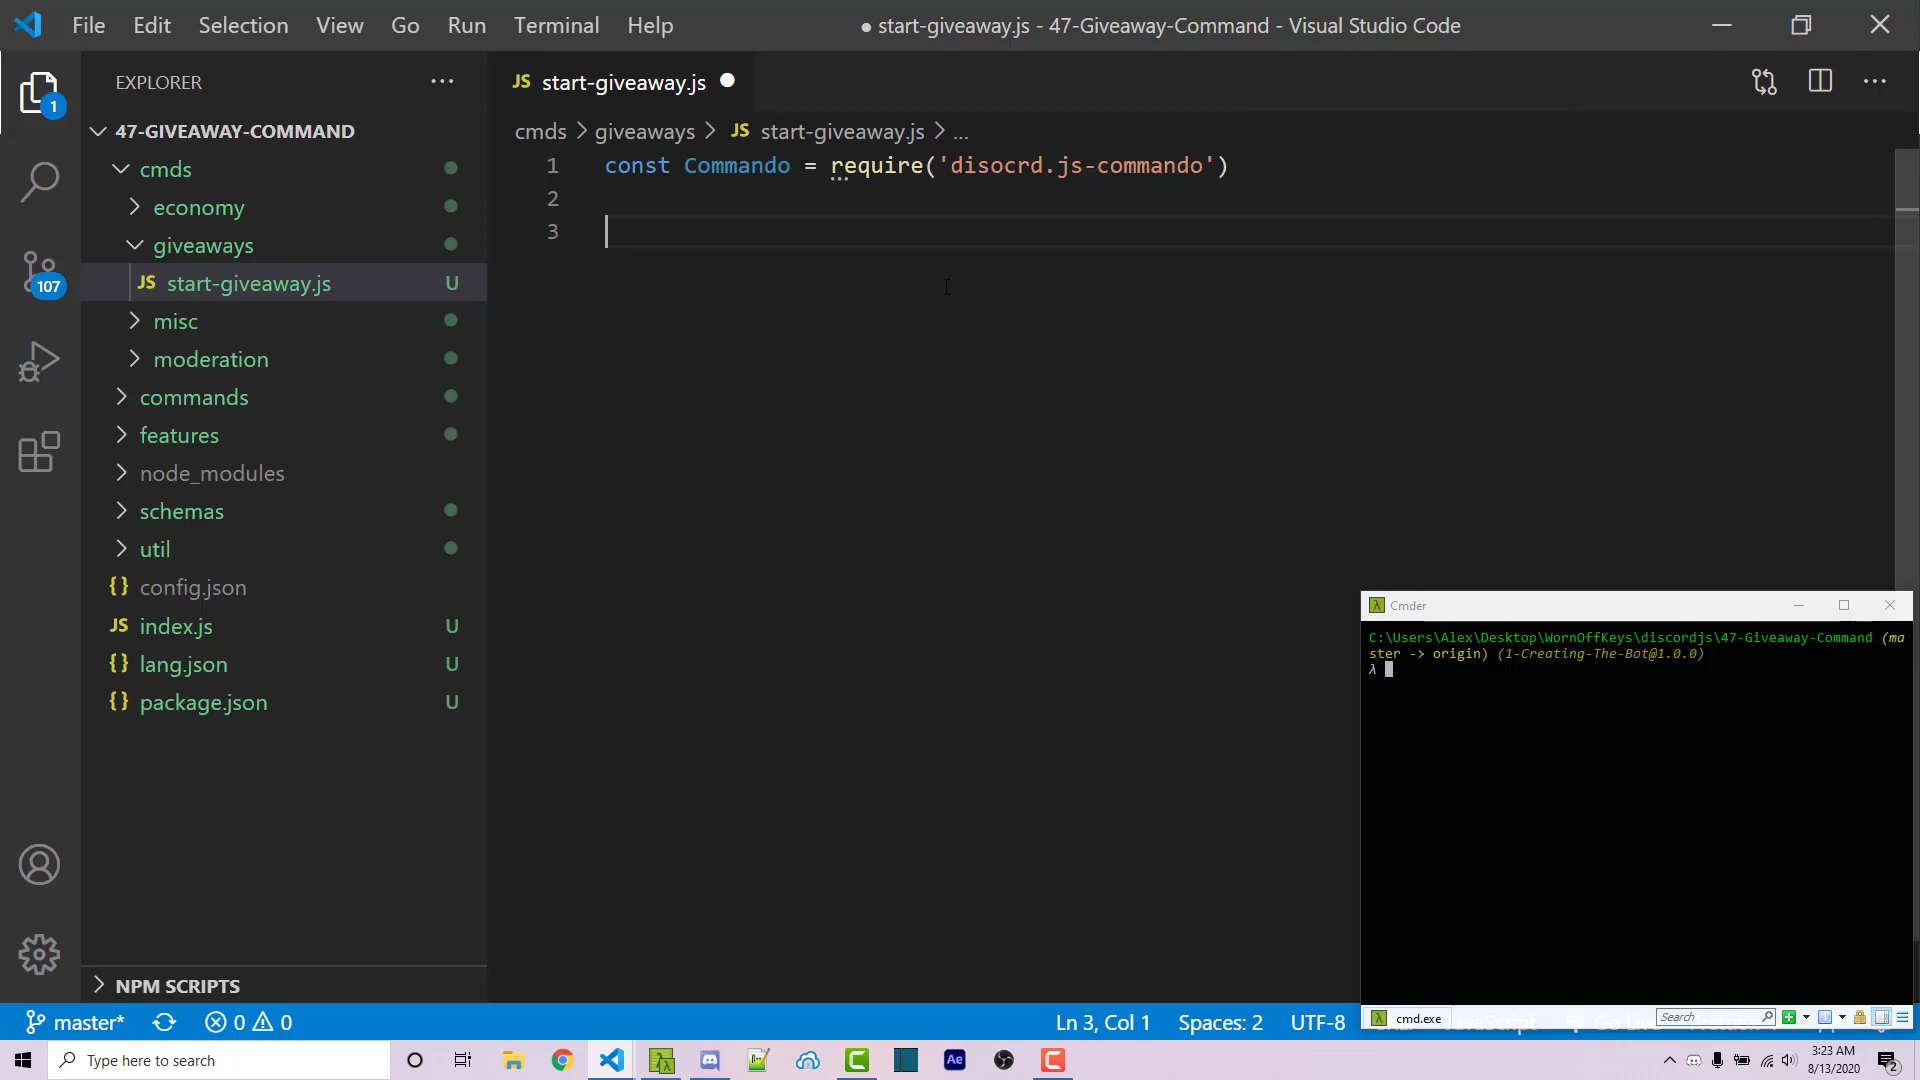 File Edit Selection View Go Run Terminal Help
● start-giveaway.js - 47-Giveaway-Command - Visual Studio Code
EXPLORER
JS start-giveaway.js
1
47-GIVEAWAY-COMMAND
cmds > giveaways > JS start-giveaway.js > ...
cmds
1 const Commando = require('disocrd.js-commando')
economy
2
giveaways
3
JS start-giveaway.js U
107
misc
moderation
commands
features
node_modules
schemas
util
{} config.json
JS index.js U
{} lang.json U
{} package.json U
NPM SCRIPTS
Cmder
C:\Users\Alex\Desktop\WornOffKeys\discordjs\47-Giveaway-Command (ma
ster -> origin) (1-Creating-The-Bot@1.0.0)
λ
cmd.exe
Search
master* 0 0 Ln 3, Col 1 Spaces: 2 UTF-8
Type here to search
Ae
3:23 AM
8/13/2020
2